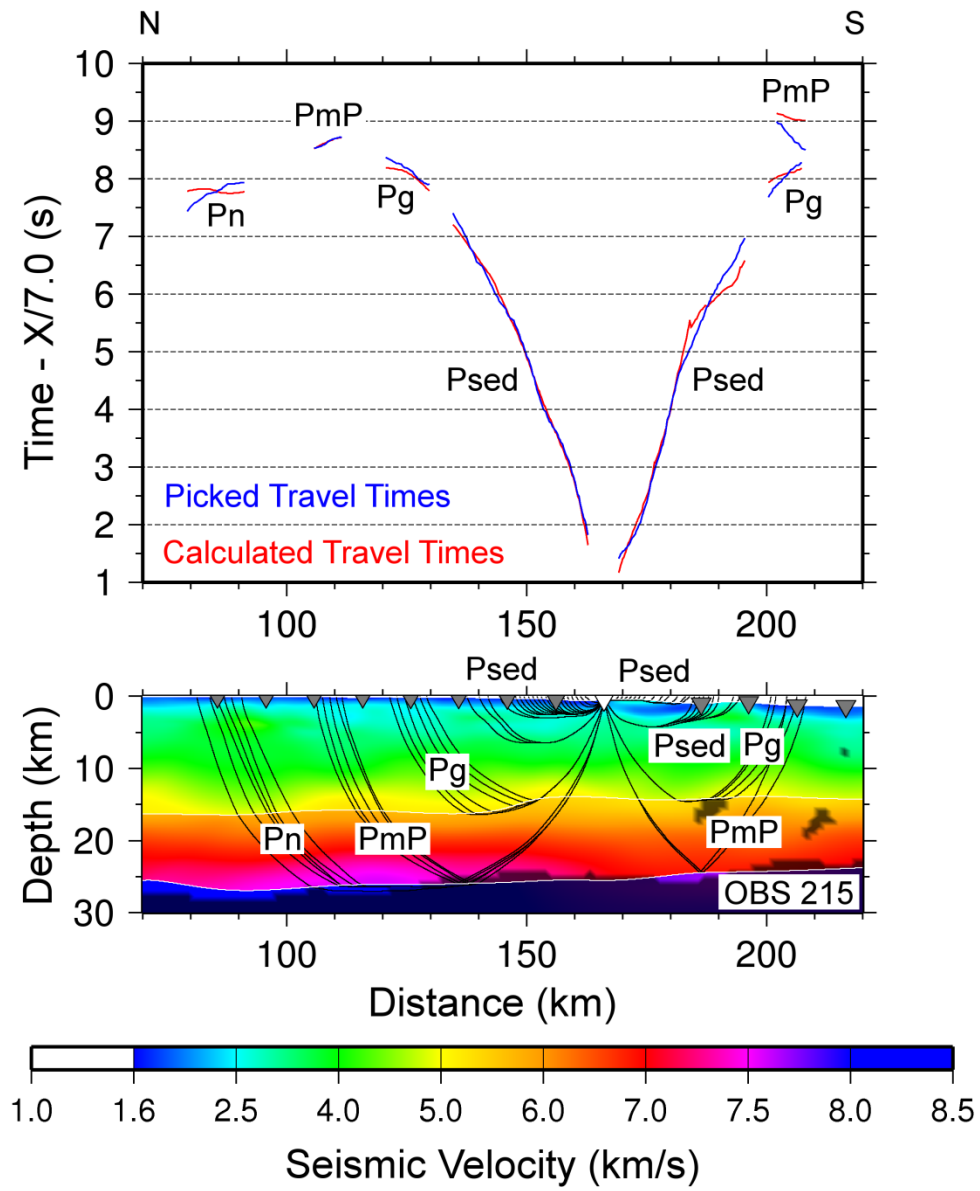 N S
10
9
8
7
6
5
4
3
2
1
Time - X/7.0 (s)
PmP
PmP
Pn
Pg
Pg
Psed
Psed
Picked Travel Times
Calculated Travel Times
100 150 200
Psed Psed
0
10
20
30
Depth (km)
Psed
Pg
Pg
Pn
PmP
PmP
OBS 215
100 150 200
Distance (km)
1.0 1.6 2.5 4.0 5.0 6.0 7.0 7.5 8.0 8.5
Seismic Velocity (km/s)